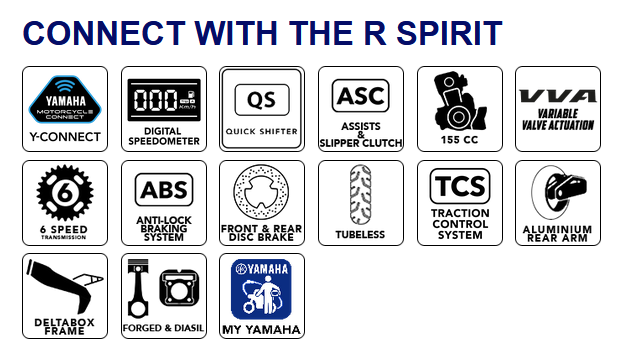 CONNECT WITH THE R SPIRIT
YAMAHA
MOTORCYCLE
CONNECT
Y-CONNECT
000
Km/h
DIGITAL
SPEEDOMETER
QS
QUICK SHIFTER
ASC
ASSISTS
& SLIPPER CLUTCH
155 CC
VVA
VARIABLE
VALVE ACTUATION
6
6 SPEED
TRANSMISSION
ABS
ANTI-LOCK
BRAKING
SYSTEM
FRONT & REAR
DISC BRAKE
TUBELESS
TCS
TRACTION
CONTROL
SYSTEM
ALUMINIUM
REAR ARM
DELTABOX
FRAME
FORGED & DIASIL
YAMAHA
MY YAMAHA